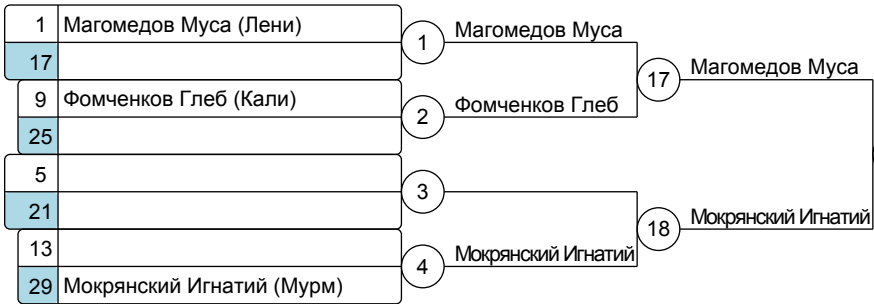 1 Магомедов Муса (Лени)
17
1
Магомедов Муса
9 Фомченков Глеб (Кали)
25
2
Фомченков Глеб
17
Магомедов Муса
5
21
3
13
29 Мокрянский Игнатий (Мурм)
4
Мокрянский Игнатий
18
Мокрянский Игнатий